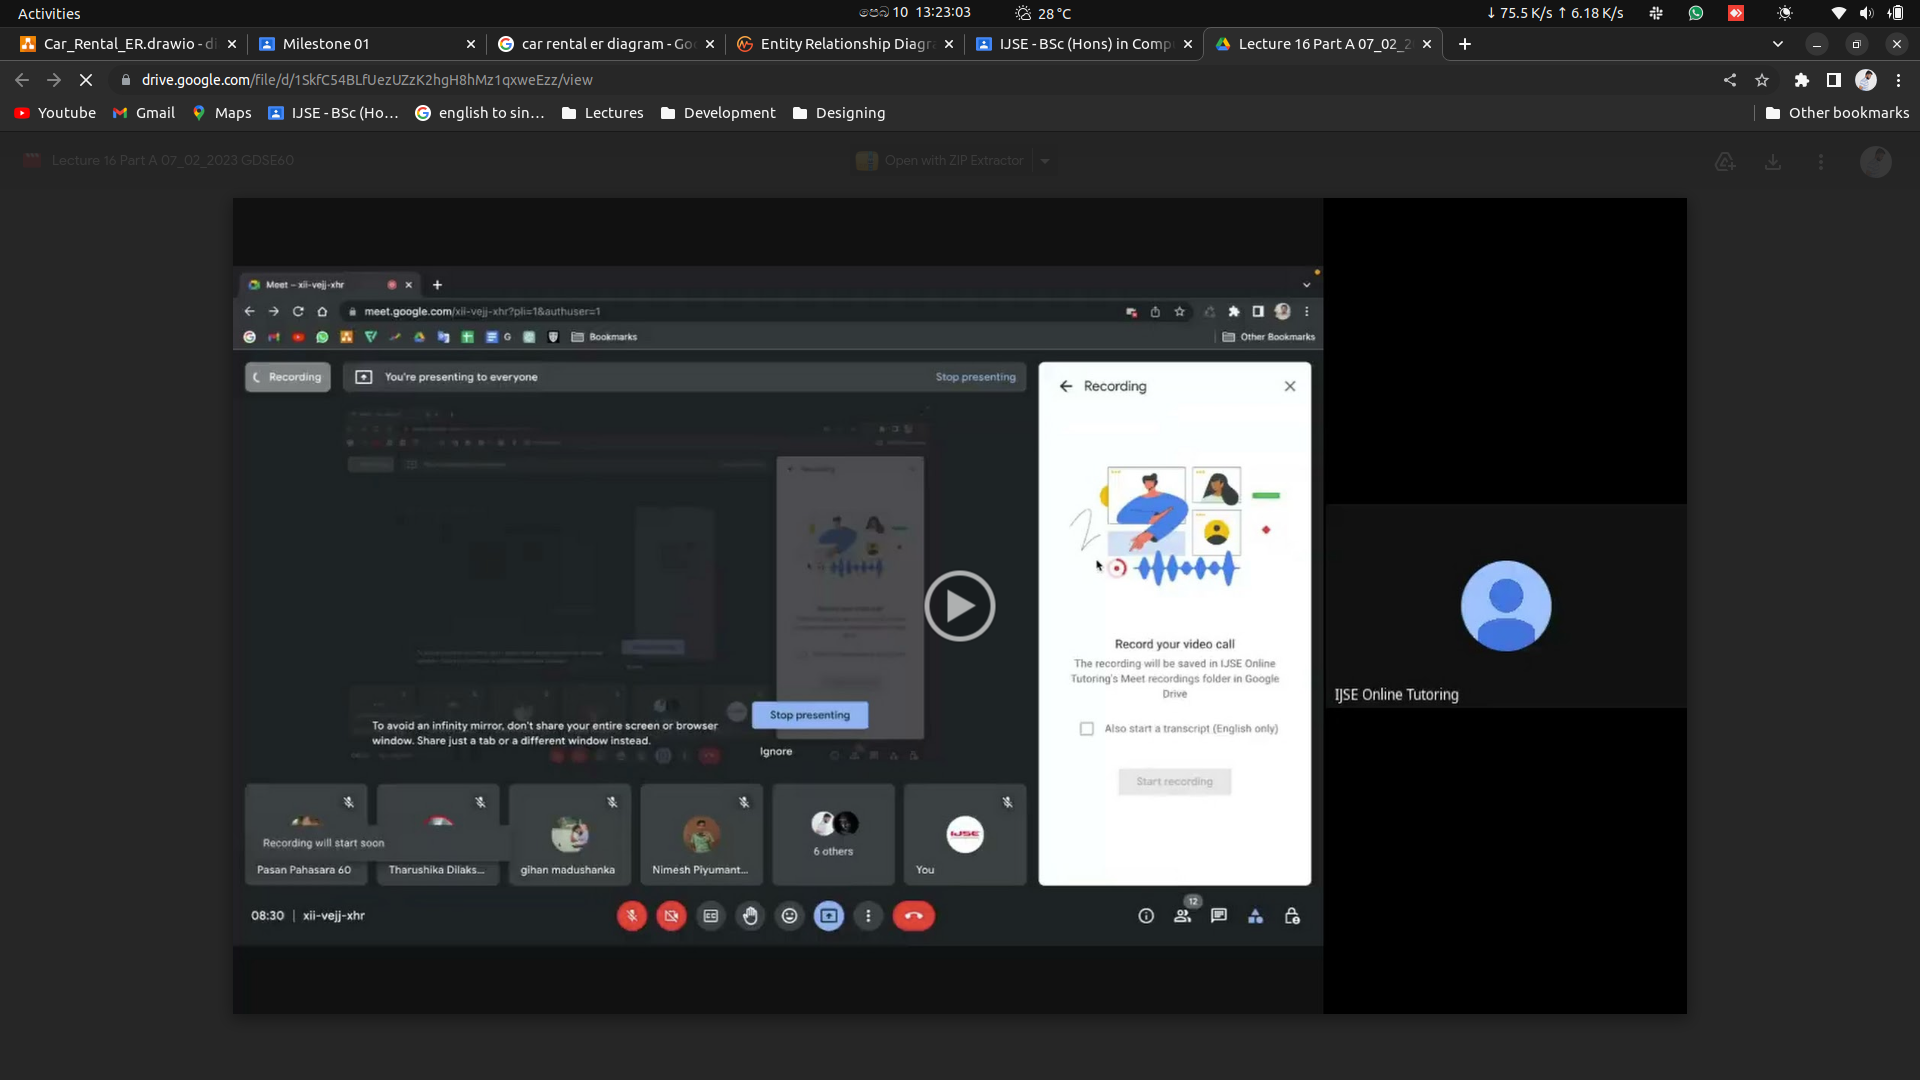 Activities
පෙබ 10 13:23:03
28 °C
↓ 75.5 K/s ↑ 6.18 K/s
Car_Rental_ER.drawio - d
Milestone 01
car rental er diagram - Go
Entity Relationship Diagra
IJSE - BSc (Hons) in Comp
Lecture 16 Part A 07_02_2
drive.google.com/file/d/1SkfC54BLfUezUZzK2hgH8hMz1qxweEzz/view
Youtube
Gmail
Maps
IJSE - BSc (Ho...
english to sin...
Lectures
Development
Designing
Other bookmarks
Lecture 16 Part A 07_02_2023 GDSE60
Open with ZIP Extractor
Meet – xii-vejj-xhr
meet.google.com/xii-vejj-xhr?pli=1&authuser=1
G
Bookmarks
Other Bookmarks
Recording
You're presenting to everyone
Stop presenting
Recording
Record your video call
The recording will be saved in IJSE Online
Tutoring's Meet recordings folder in Google
Drive
Also start a transcript (English only)
Start recording
To avoid an infinity mirror, don't share your entire screen or browser
window. Share just a tab or a different window instead.
Stop presenting
Ignore
Recording will start soon
Pasan Pahasara 60
Tharushika Dilaks...
gihan madushanka
Nimesh Piyumant...
6 others
IJSE
You
08:30 | xii-vejj-xhr
12
IJSE Online Tutoring